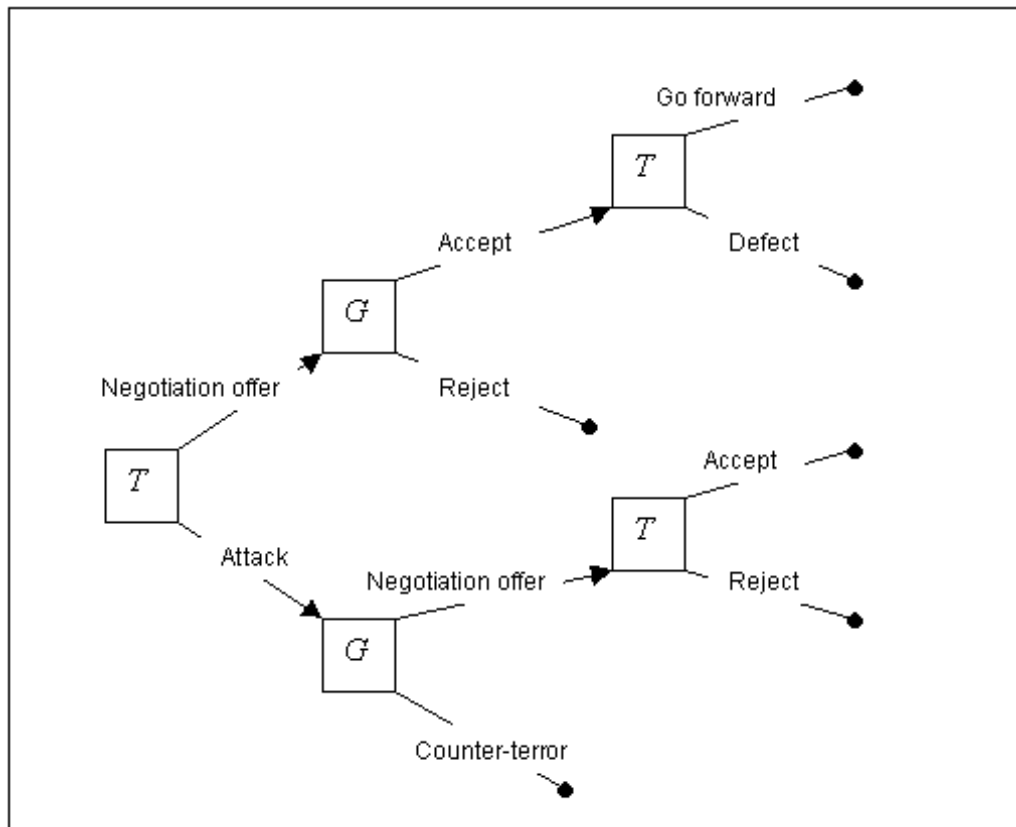 Go forward
T
Accept
Defect
G
Negotiation offer
Reject
T
Accept
T
Attack
Negotiation offer
Reject
G
Counter-terror